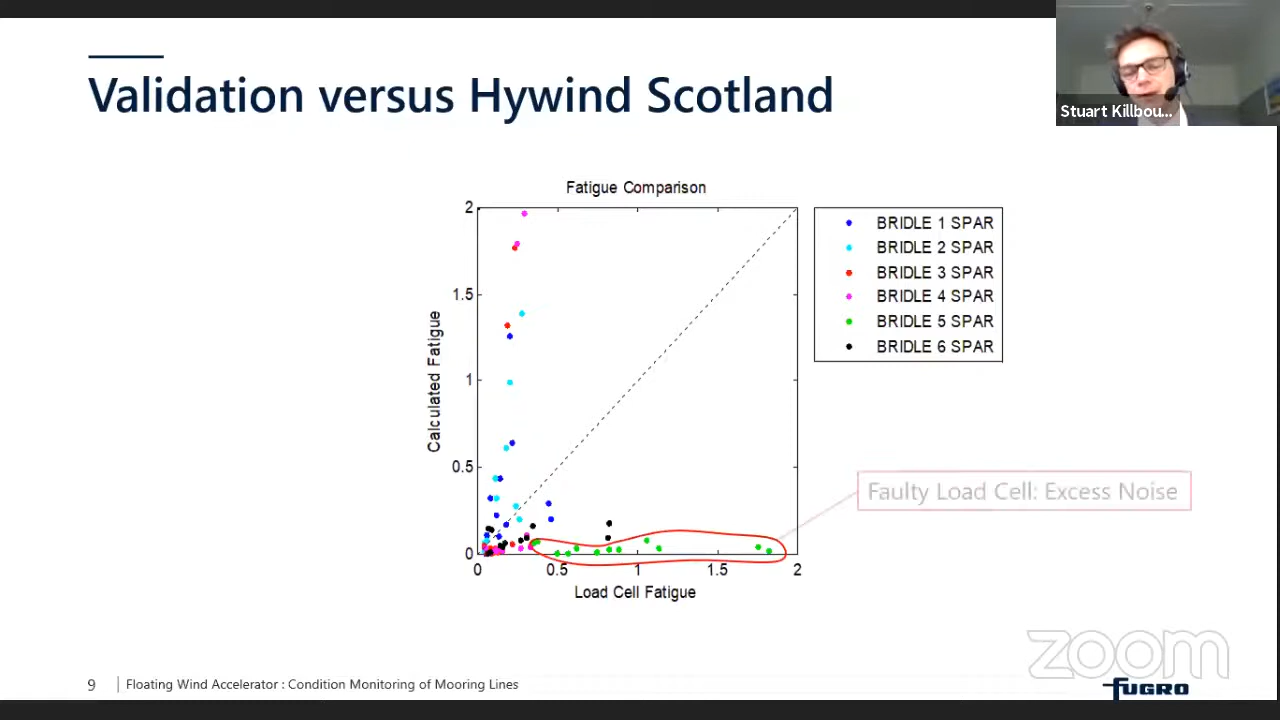 Validation versus Hywind Scotland
Stuart Killbou...
Fatigue Comparison
2
1.5
1
0.5
0
Calculated Fatigue
0
0.5
1
1.5
2
Load Cell Fatigue
BRIDLE 1 SPAR
BRIDLE 2 SPAR
BRIDLE 3 SPAR
BRIDLE 4 SPAR
BRIDLE 5 SPAR
BRIDLE 6 SPAR
Faulty Load Cell: Excess Noise
zoom
9 | Floating Wind Accelerator : Condition Monitoring of Mooring Lines
fugro